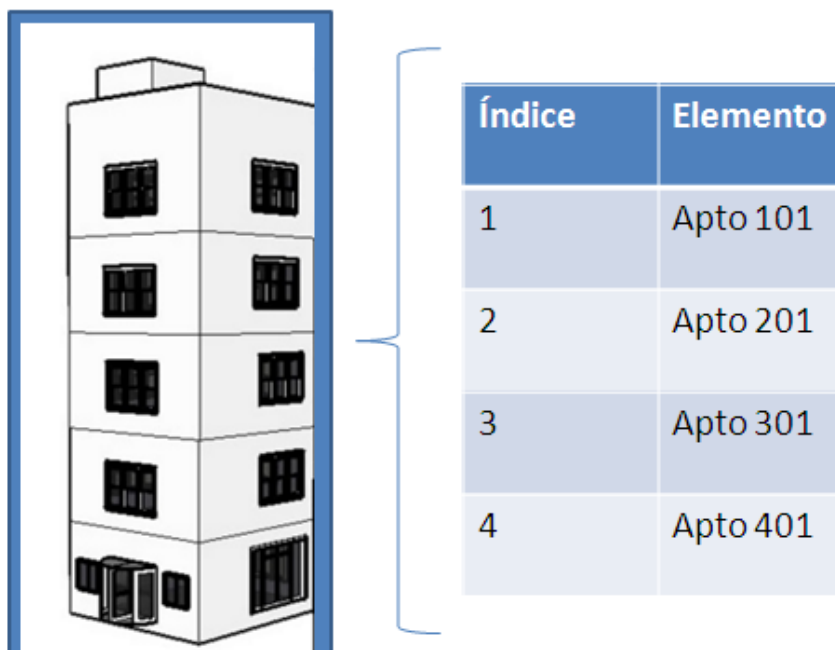 Índice Elemento
1 Apto 101
2 Apto 201
3 Apto 301
4 Apto 401